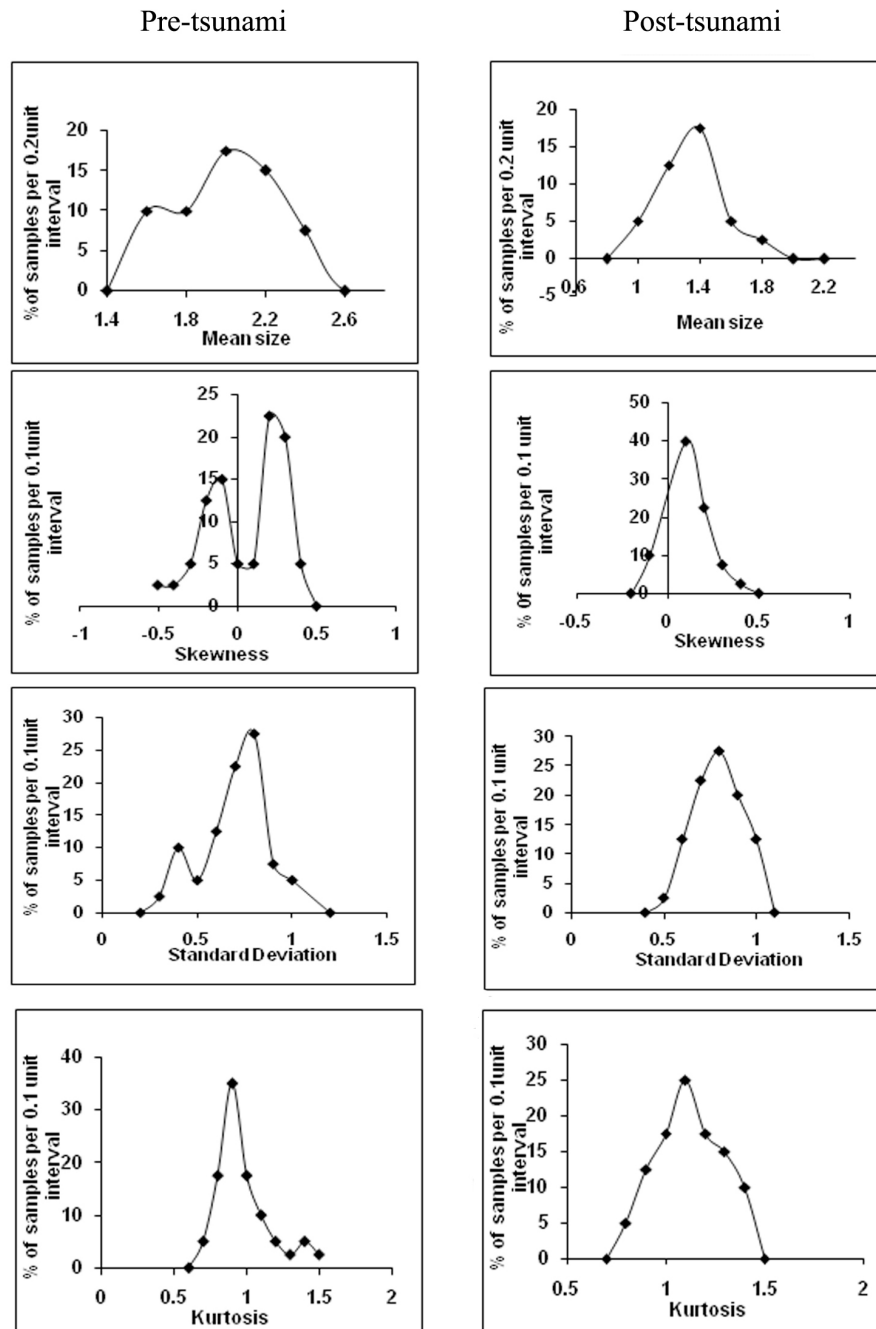 Pre-tsunami
Post-tsunami
%of samples per 0.2unit
interval
20
15
10
5
0
1.4 1.8 2.2 2.6
Mean size
% of samples per 0.2 unit
interval
20
15
10
5
0
-5
0.6 1 1.4 1.8 2.2
Mean size
% of samples per 0.1unit
interval
25
20
15
10
5
0
-1 -0.5 0 0.5 1
Skewness
% of samples per 0.1 unit
interval
50
40
30
20
10
0
-0.5 0 0.5 1
Skewness
% of samples per 0.1unit
interval
30
25
20
15
10
5
0
0 0.5 1 1.5
Standard Deviation
% of samples per 0.1 unit
interval
30
25
20
15
10
5
0
0 0.5 1 1.5
Standard Deviation
% of samples per 0.1 unit
interval
40
30
20
10
0
0 0.5 1 1.5 2
Kurtosis
% of samples per 0.1unit
interval
30
25
20
15
10
5
0
0.5 1 1.5 2
Kurtosis